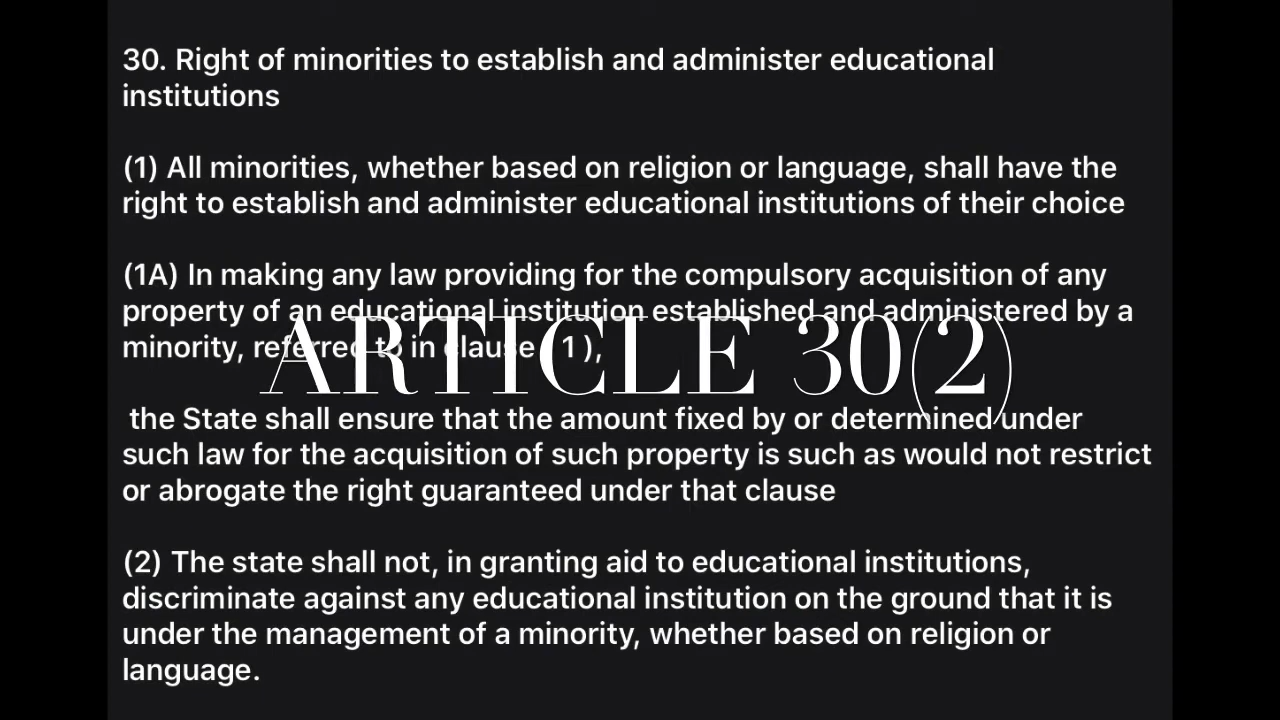 30. Right of minorities to establish and administer educational
institutions
(1) All minorities, whether based on religion or language, shall have the
right to establish and administer educational institutions of their choice
(1A) In making any law providing for the compulsory acquisition of any
property of an educational institution established and administered by a
minority, referred to in clause (1),
ARTICLE 30(2)
the State shall ensure that the amount fixed by or determined under
such law for the acquisition of such property is such as would not restrict
or abrogate the right guaranteed under that clause
(2) The state shall not, in granting aid to educational institutions,
discriminate against any educational institution on the ground that it is
under the management of a minority, whether based on religion or
language.